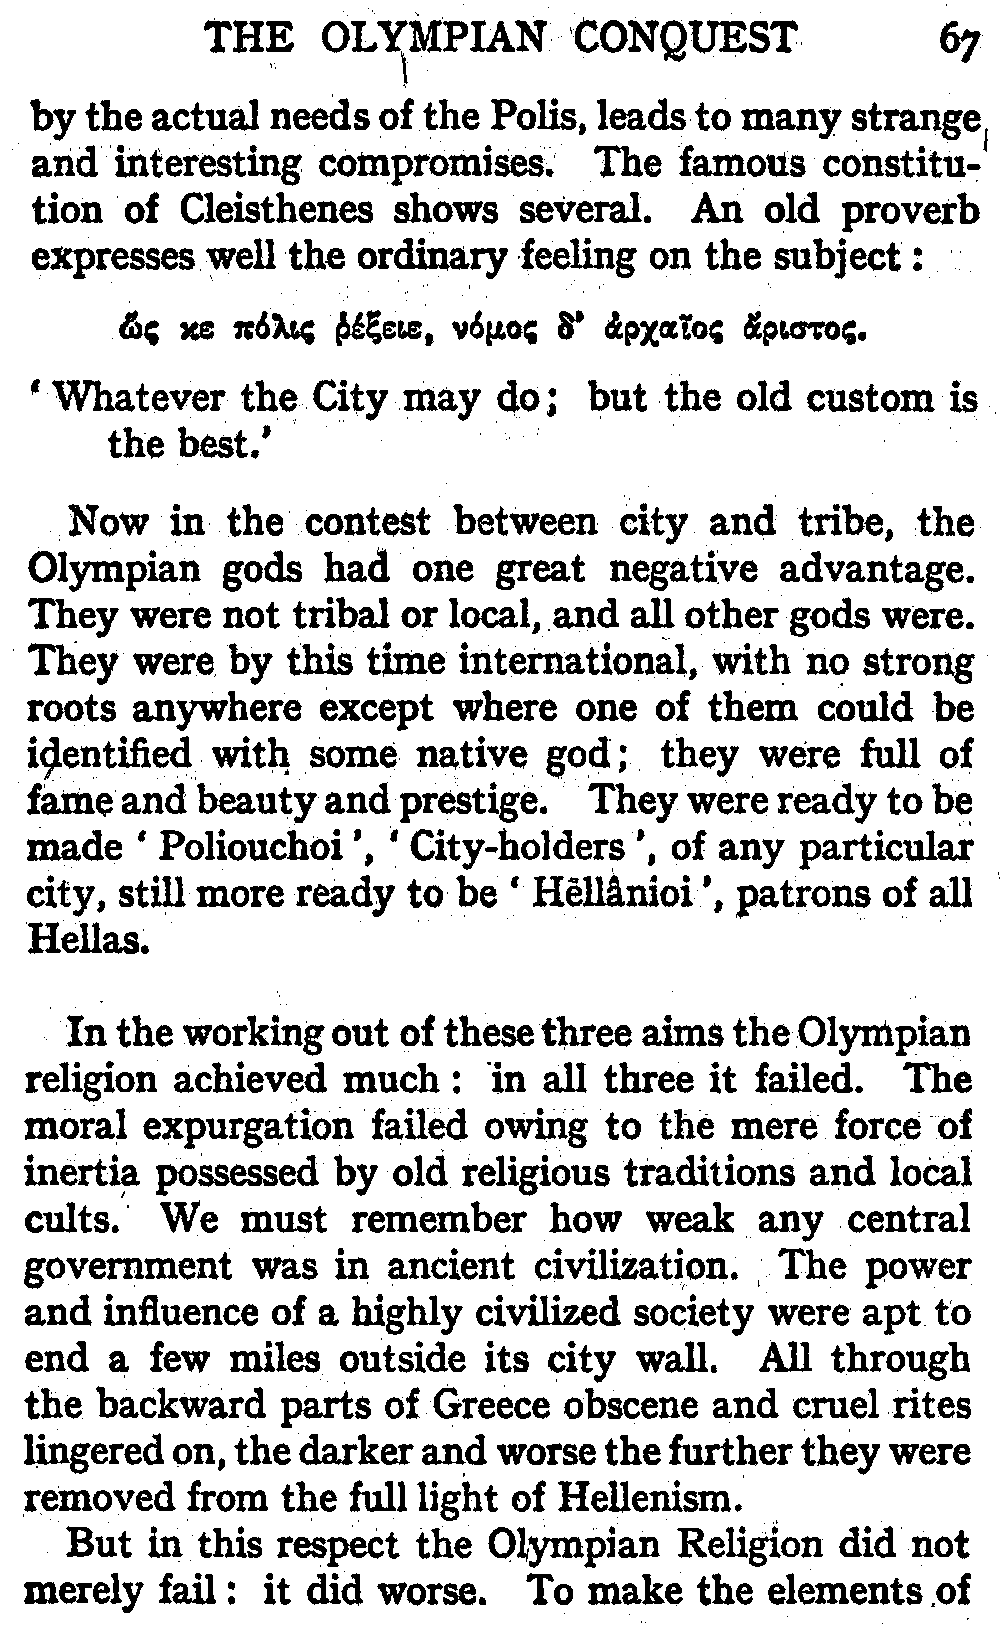 THE OLYMPIAN CONQUEST 67
by the actual needs of the Polis, leads to many strange
and interesting compromises. The famous constitu-
tion of Cleisthenes shows several. An old proverb
expresses well the ordinary feeling on the subject :
ὥς κε πόλις ῥέξειε, νόμος δ' ἀρχαῖος ἄριστος.
‘ Whatever the City may do ; but the old custom is
the best.’
Now in the contest between city and tribe, the
Olympian gods had one great negative advantage.
They were not tribal or local, and all other gods were.
They were by this time international, with no strong
roots anywhere except where one of them could be
identified with some native god ; they were full of
fame and beauty and prestige. They were ready to be
made ‘ Poliouchoi ’, ‘ City-holders ’, of any particular
city, still more ready to be ‘ Hellânioi ’, patrons of all
Hellas.
In the working out of these three aims the Olympian
religion achieved much : in all three it failed. The
moral expurgation failed owing to the mere force of
inertia possessed by old religious traditions and local
cults. We must remember how weak any central
government was in ancient civilization. The power
and influence of a highly civilized society were apt to
end a few miles outside its city wall. All through
the backward parts of Greece obscene and cruel rites
lingered on, the darker and worse the further they were
removed from the full light of Hellenism.
But in this respect the Olympian Religion did not
merely fail : it did worse. To make the elements of